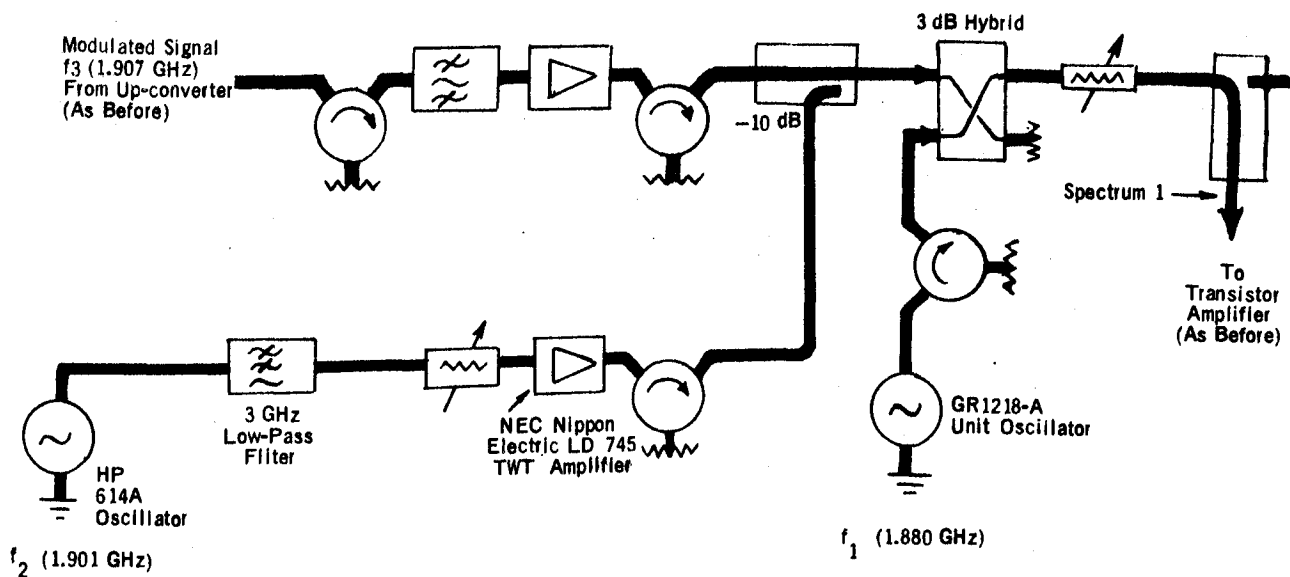 Modulated Signal
f3 (1.907 GHz)
From Up-converter
(As Before)
3 dB Hybrid
-10 dB
Spectrum 1
To
Transistor
Amplifier
(As Before)
3 GHz
Low-Pass
Filter
NEC Nippon
Electric LD 745
TWT Amplifier
GR1218-A
Unit Oscillator
HP
614A
Oscillator
f2 (1.901 GHz)
f1 (1.880 GHz)